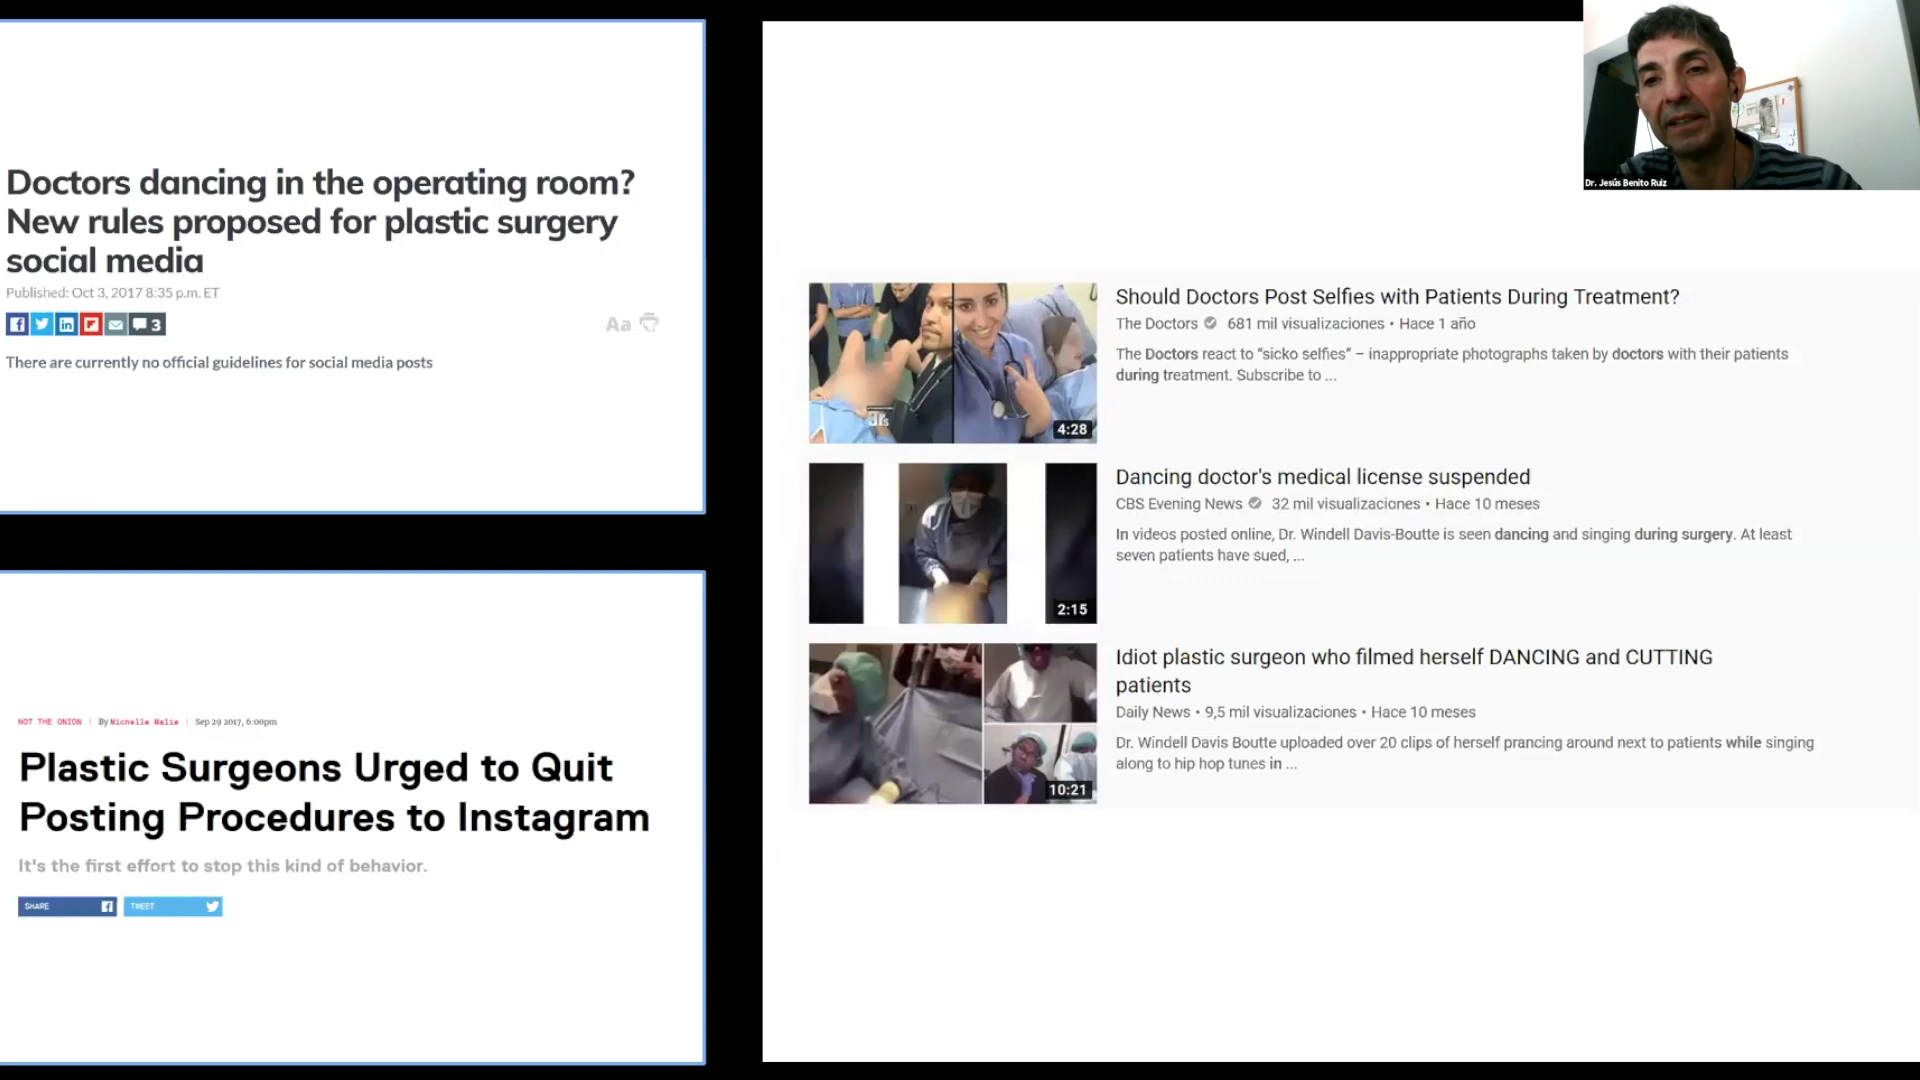 Doctors dancing in the operating room?
New rules proposed for plastic surgery
social media
Published: Oct 3, 2017 8:35 p.m. ET
3
Aa
There are currently no official guidelines for social media posts
NOT THE ONION | By Michelle Malia | Sep 29 2017, 6:00pm
Plastic Surgeons Urged to Quit
Posting Procedures to Instagram
It's the first effort to stop this kind of behavior.
SHARE
TWEET
Dr. Jesús Benito Ruiz
Should Doctors Post Selfies with Patients During Treatment?
The Doctors 681 mil visualizaciones • Hace 1 año
The Doctors react to “sicko selfies” – inappropriate photographs taken by doctors with their patients
during treatment. Subscribe to ...
drs
4:28
Dancing doctor's medical license suspended
CBS Evening News 32 mil visualizaciones • Hace 10 meses
In videos posted online, Dr. Windell Davis-Boutte is seen dancing and singing during surgery. At least
seven patients have sued, ...
2:15
Idiot plastic surgeon who filmed herself DANCING and CUTTING
patients
Daily News • 9,5 mil visualizaciones • Hace 10 meses
Dr. Windell Davis Boutte uploaded over 20 clips of herself prancing around next to patients while singing
along to hip hop tunes in ...
10:21